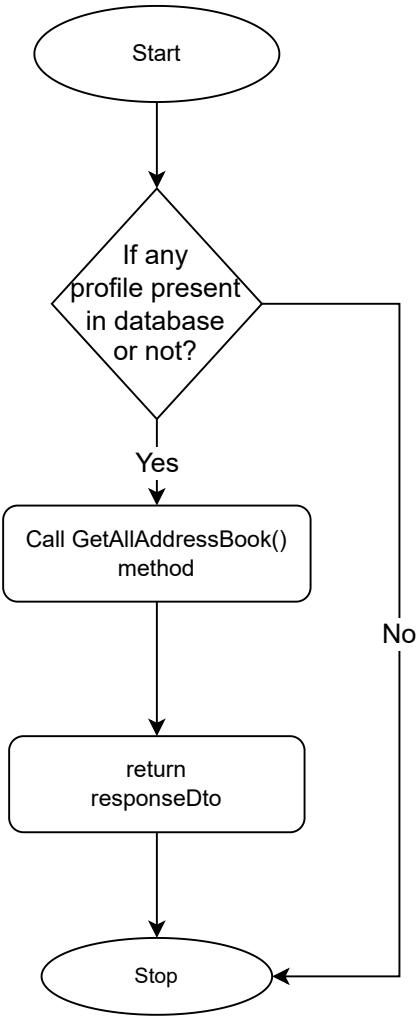 Start
If any
profile present
in database
or not?
Yes
Call GetAllAddressBook()
method
No
return
responseDto
Stop